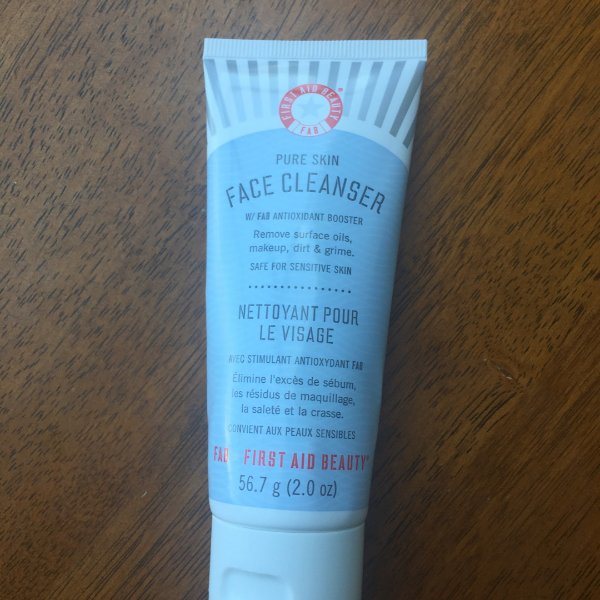 FIRST AID BEAUTY
FAB
PURE SKIN
FACE CLEANSER
W/ FAB ANTIOXIDANT BOOSTER
Remove surface oils,
makeup, dirt & grime.
SAFE FOR SENSITIVE SKIN
NETTOYANT POUR
LE VISAGE
AVEC STIMULANT ANTIOXYDANT FAB
Élimine l'excès de sébum,
les résidus de maquillage,
la saleté et la crasse.
CONVIENT AUX PEAUX SENSIBLES
FAB FIRST AID BEAUTY
56.7 g (2.0 oz)